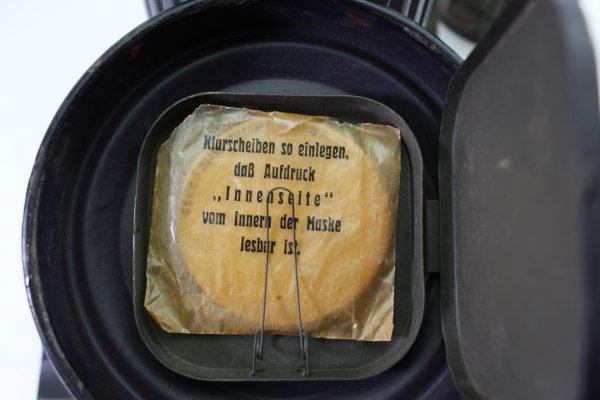 Klarscheiben so einlegen,
daß Aufdruck
„Innenseite“
vom Innern der Maske
lesbar ist.